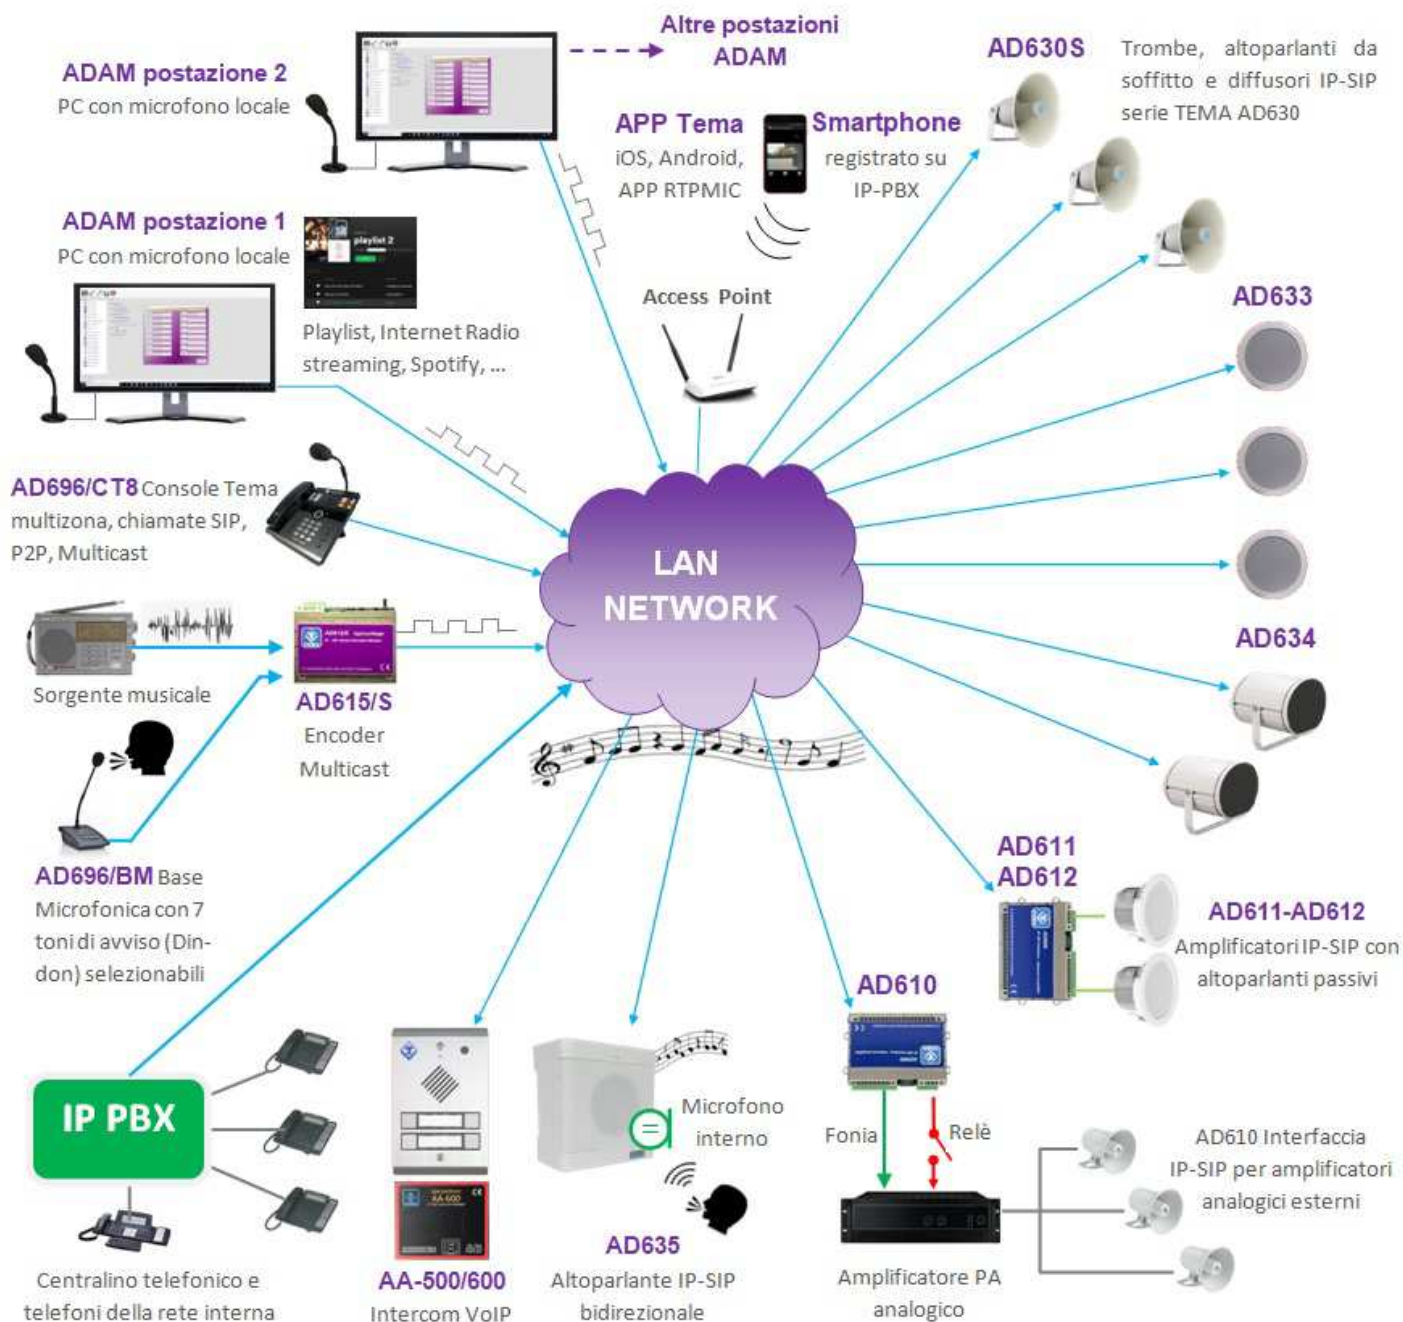 Altre postazioni
ADAM
ADAM postazione 2
PC con microfono locale
AD630S
Trombe, altoparlanti da
soffitto e diffusori IP-SIP
serie TEMA AD630
APP Tema
iOS, Android,
APP RTPMIC
Smartphone
registrato su
IP-PBX
ADAM postazione 1
PC con microfono locale
playlist 2
Playlist, Internet Radio
streaming, Spotify, ...
Access Point
AD633
AD696/CT8 Console Tema
multizona, chiamate SIP,
P2P, Multicast
LAN
NETWORK
Sorgente musicale
AD615/S
Encoder
Multicast
AD634
AD696/BM Base
Microfonica con 7
toni di avviso (Din-
don) selezionabili
AD611
AD612
AD611-AD612
Amplificatori IP-SIP con
altoparlanti passivi
AD610
IP PBX
Microfono
interno
Fonia
Relè
AD610 Interfaccia
IP-SIP per amplificatori
analogici esterni
AA-600
Centralino telefonico e
telefoni della rete interna
AA-500/600
Intercom VoIP
AD635
Altoparlante IP-SIP
bidirezionale
Amplificatore PA
analogico